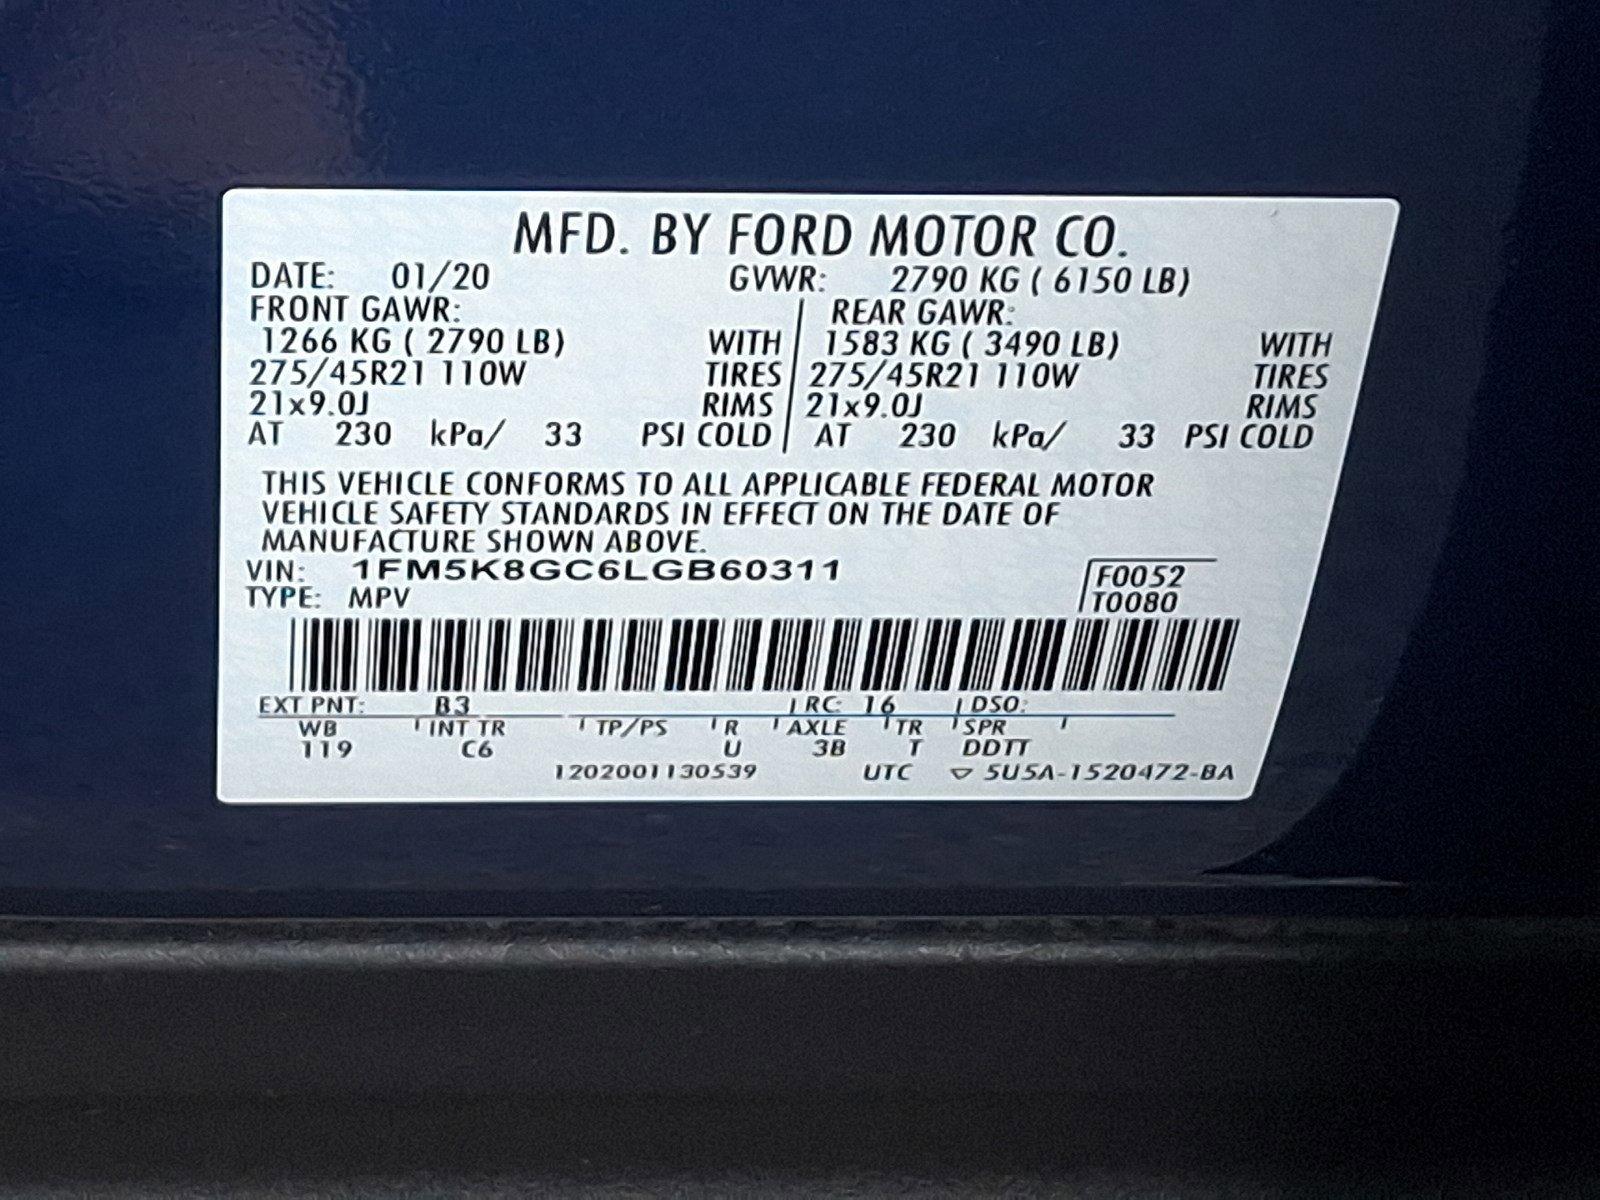 MFD. BY FORD MOTOR CO.
DATE: 01/20 GVWR: 2790 KG ( 6150 LB)
FRONT GAWR: REAR GAWR:
1266 KG ( 2790 LB) WITH 1583 KG ( 3490 LB) WITH
275/45R21 110W TIRES 275/45R21 110W TIRES
21x9.0J RIMS 21x9.0J RIMS
AT 230 kPa/ 33 PSI COLD AT 230 kPa/ 33 PSI COLD
THIS VEHICLE CONFORMS TO ALL APPLICABLE FEDERAL MOTOR
VEHICLE SAFETY STANDARDS IN EFFECT ON THE DATE OF
MANUFACTURE SHOWN ABOVE.
VIN: 1FM5K8GC6LGB60311 F0052
TYPE: MPV T0080
EXT PNT: B3 RC: 16 DSO:
WB INT TR TP/PS R AXLE TR SPR
119 C6 U 3B T DDTT
1202001130539 UTC ▽ 5U5A-1520472-BA